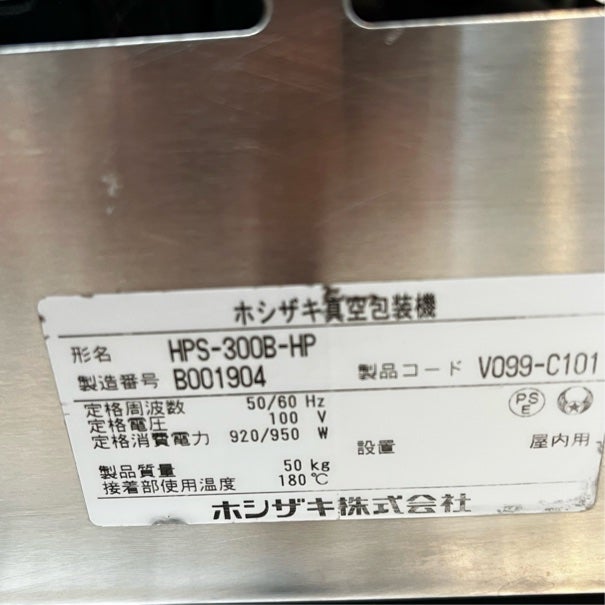 ホシザキ真空包装機
形名 HPS-300B-HP
製造番号 B001904 製品コード V099-C101
定格周波数 50/60 Hz
定格電圧 100 V
定格消費電力 920/950 W
PSE
設置 屋内用
製品質量 50 kg
接着部使用温度 180℃
ホシザキ株式会社